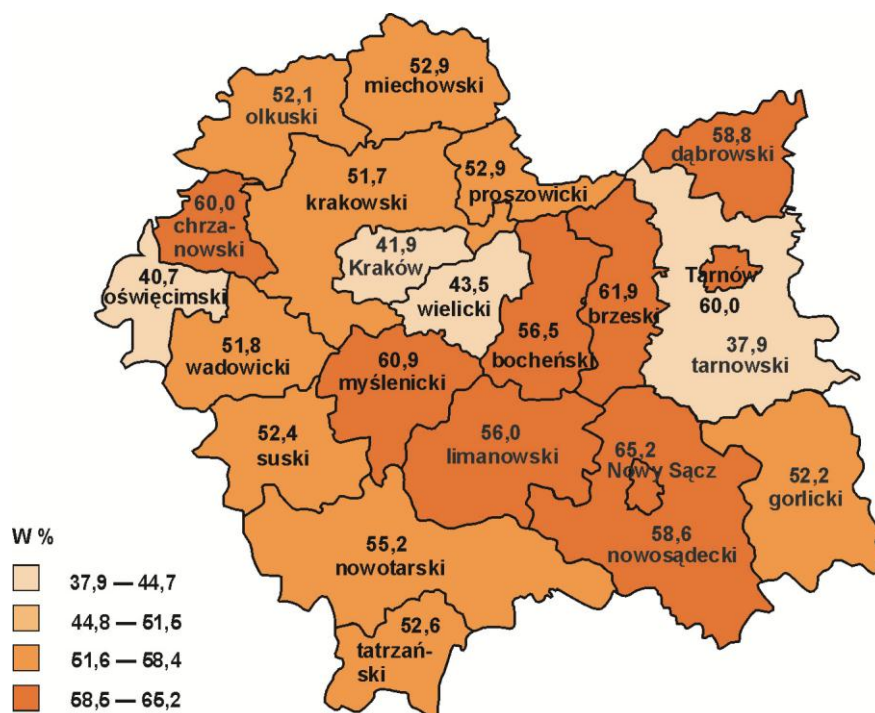 52,9
miechowski
52,1
olkuski
58,8
dąbrowski
52,9
proszowicki
51,7
krakowski
60,0
chrza-
nowski
41,9
Kraków
40,7
oświęcimski
43,5
wielicki
61,9
brzeski
Tarnów
60,0
56,5
bocheński
37,9
tarnowski
51,8
wadowicki
60,9
myślenicki
52,4
suski
56,0
limanowski
65,2
Nowy Sącz
52,2
gorlicki
58,6
nowosądecki
55,2
nowotarski
52,6
tatrzań-
ski
W %
37,9 — 44,7
44,8 — 51,5
51,6 — 58,4
58,5 — 65,2